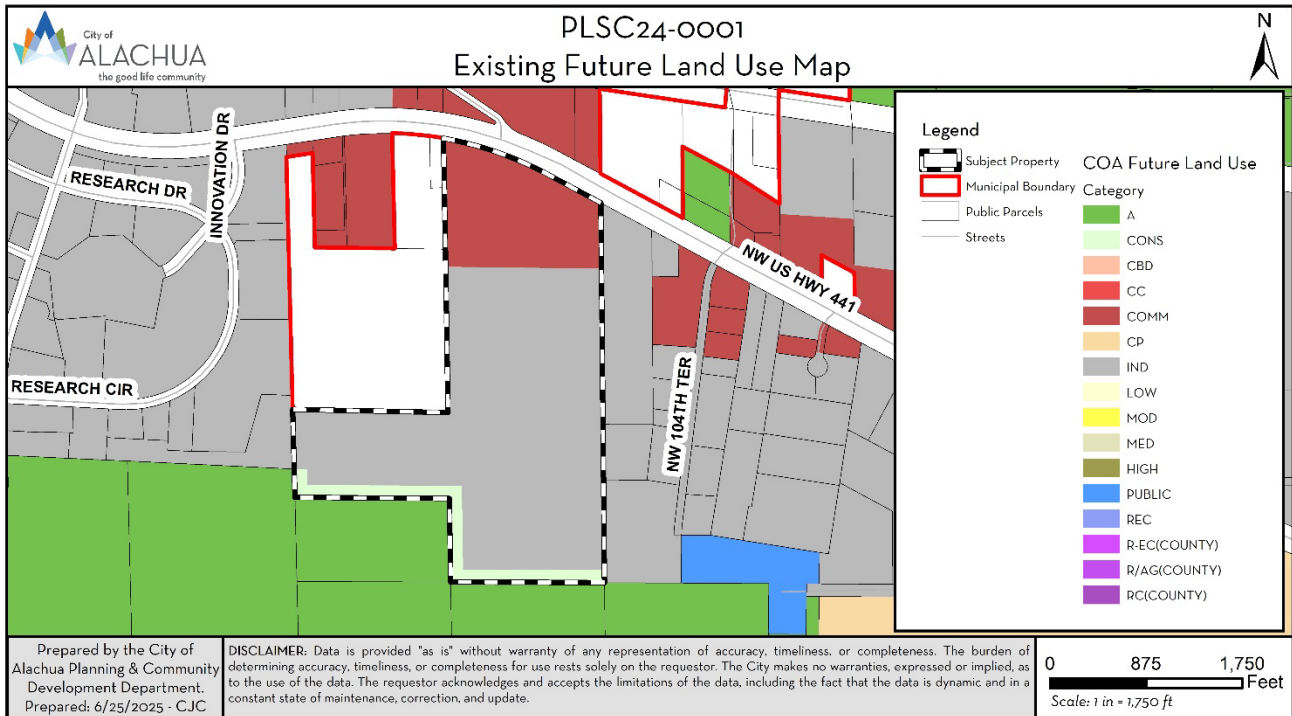 City of
ALACHUA
the good life community
PLSC24-0001
Existing Future Land Use Map
N
INNOVATION DR
RESEARCH DR
RESEARCH CIR
NW US HWY 441
NW 104TH TER
Legend
Subject Property
Municipal Boundary
Public Parcels
Streets
COA Future Land Use
Category
A
CONS
CBD
CC
COMM
CP
IND
LOW
MOD
MED
HIGH
PUBLIC
REC
R-EC(COUNTY)
R/AG(COUNTY)
RC(COUNTY)
Prepared by the City of
Alachua Planning & Community
Development Department.
Prepared: 6/25/2025 - CJC
DISCLAIMER: Data is provided "as is" without warranty of any representation of accuracy, timeliness, or completeness. The burden of
determining accuracy, timeliness, or completeness for use rests solely on the requestor. The City makes no warranties, expressed or implied, as
to the use of the data. The requestor acknowledges and accepts the limitations of the data, including the fact that the data is dynamic and in a
constant state of maintenance, correction, and update.
0 875 1,750
Feet
Scale: 1 in = 1,750 ft